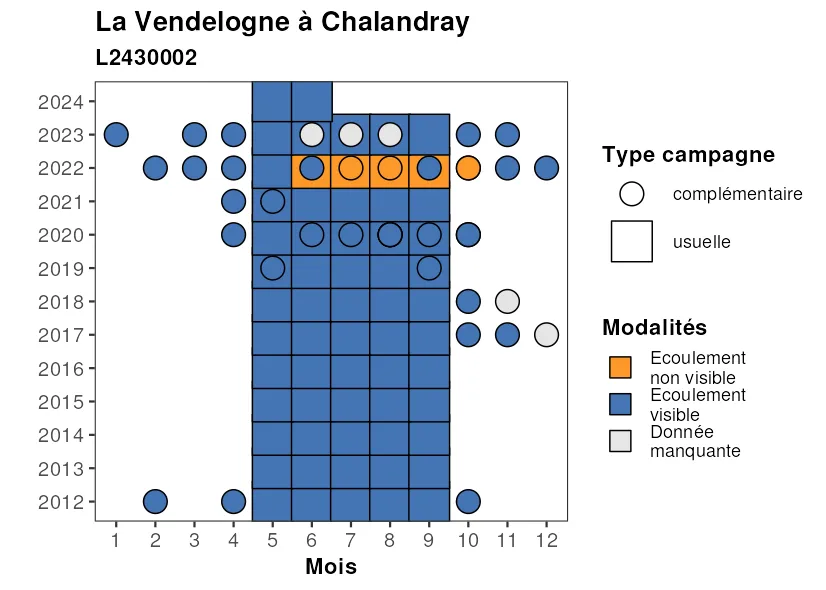 La Vendelogne à Chalandray
L2430002
2024
2023
2022
2021
2020
2019
2018
2017
2016
2015
2014
2013
2012
1 2 3 4 5 6 7 8 9 10 11 12
Mois
Type campagne
complémentaire
usuelle
Modalités
Ecoulement
non visible
Ecoulement
visible
Donnée
manquante